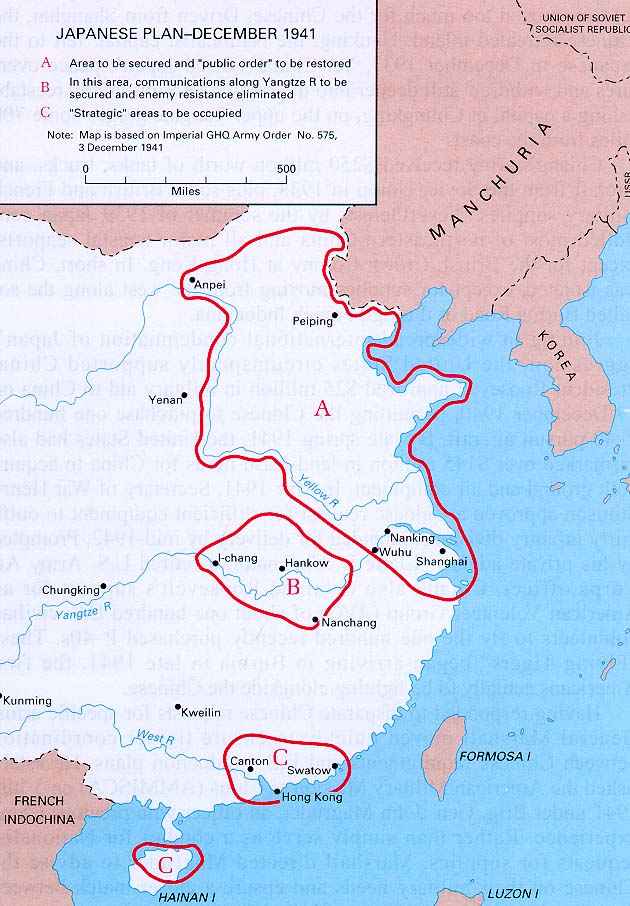 JAPANESE PLAN–DECEMBER 1941
A Area to be secured and "public order" to be restored
B In this area, communications along Yangtze R to be
secured and enemy resistance eliminated
C "Strategic" areas to be occupied
Note: Map is based on Imperial GHQ Army Order No. 575,
3 December 1941
0 500
Miles
UNION OF SOVIET
SOCIALIST REPUBLIC
MANCHURIA
USSR
Anpei
Peiping
KOREA
Yenan
A
Yellow R
Nanking
Wuhu
Shanghai
I-chang
Hankow
B
Chungking
Yangtze R
Nanchang
Kunming
Kweilin
West R
C
Canton
Swatow
Hong Kong
FORMOSA I
FRENCH
INDOCHINA
C
HAINAN I
LUZON I